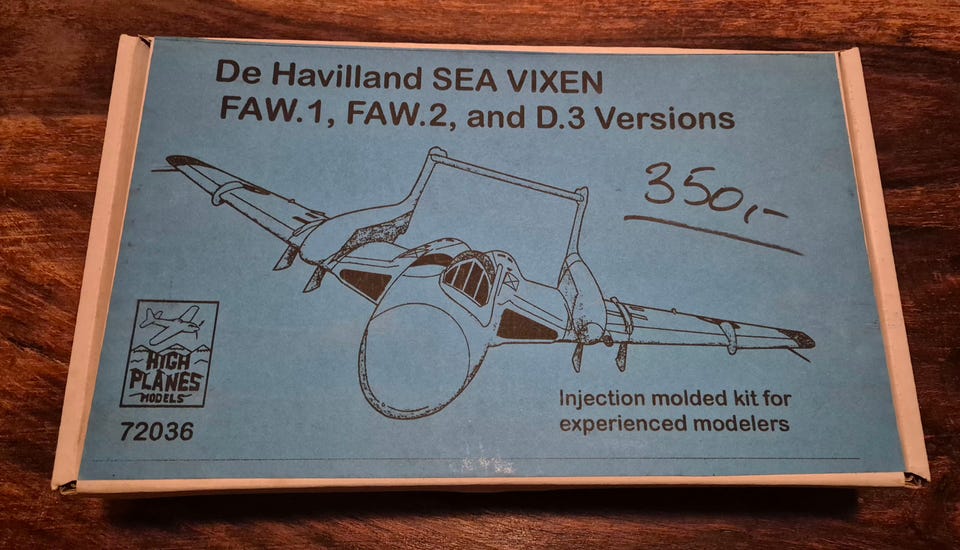 De Havilland SEA VIXEN
FAW.1, FAW.2, and D.3 Versions
350,-
HIGH
PLANES
MODELS
72036
Injection molded kit for
experienced modelers